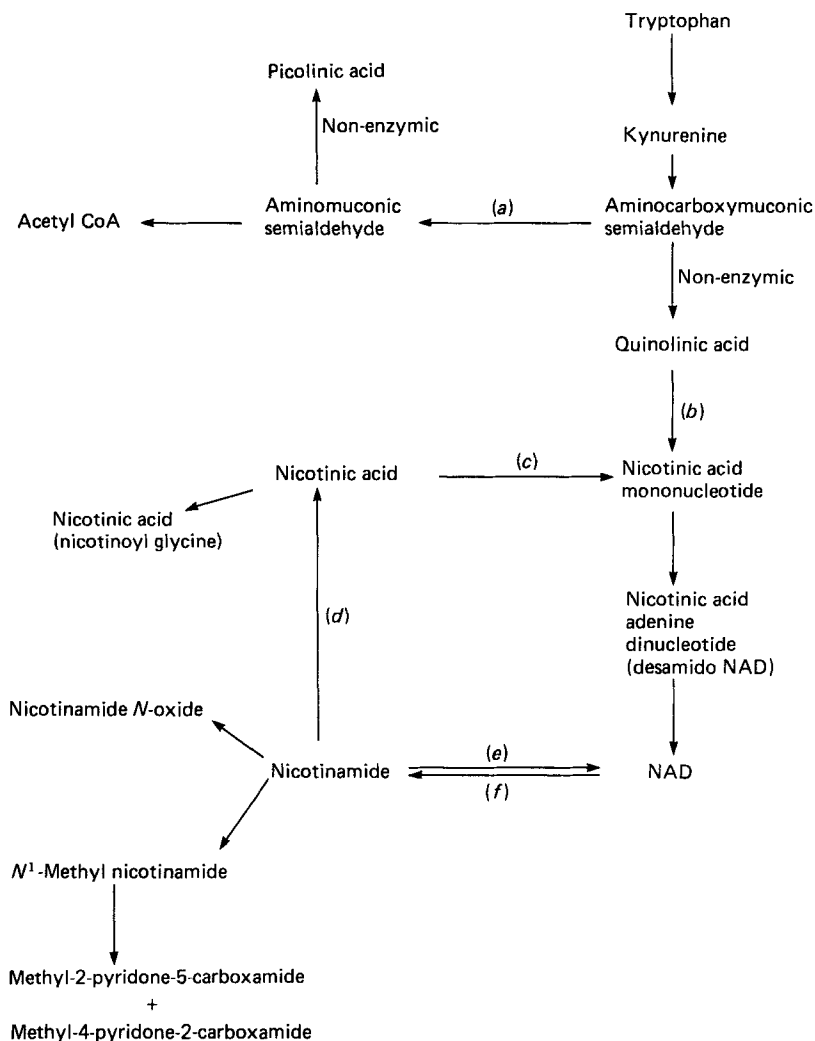 Tryptophan
Picolinic acid
Non-enzymic
Kynurenine
Acetyl CoA
Aminomuconic
semialdehyde
(a)
Aminocarboxymuconic
semialdehyde
Non-enzymic
Quinolinic acid
(b)
Nicotinic acid
(c)
Nicotinic acid
mononucleotide
Nicotinic acid
(nicotinoyl glycine)
(d)
Nicotinic acid
adenine
dinucleotide
(desamido NAD)
Nicotinamide N-oxide
Nicotinamide
(e)
(f)
NAD
N¹-Methyl nicotinamide
Methyl-2-pyridone-5-carboxamide
+
Methyl-4-pyridone-2-carboxamide